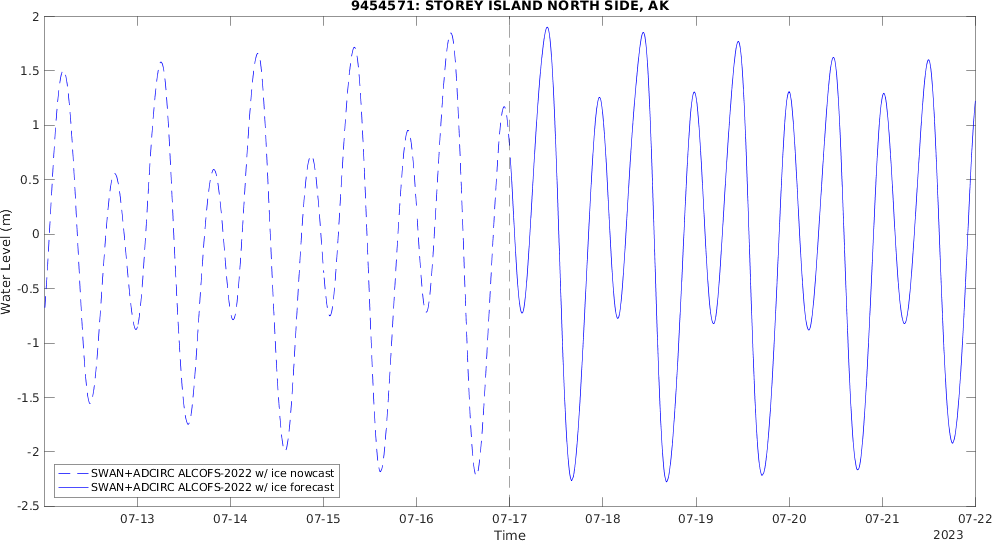 9454571: STOREY ISLAND NORTH SIDE, AK
2
1.5
1
0.5
0
-0.5
-1
-1.5
-2
-2.5
Water Level (m)
SWAN+ADCIRC ALCOFS-2022 w/ ice nowcast
SWAN+ADCIRC ALCOFS-2022 w/ ice forecast
07-13 07-14 07-15 07-16 07-17 07-18 07-19 07-20 07-21 07-22
Time
2023